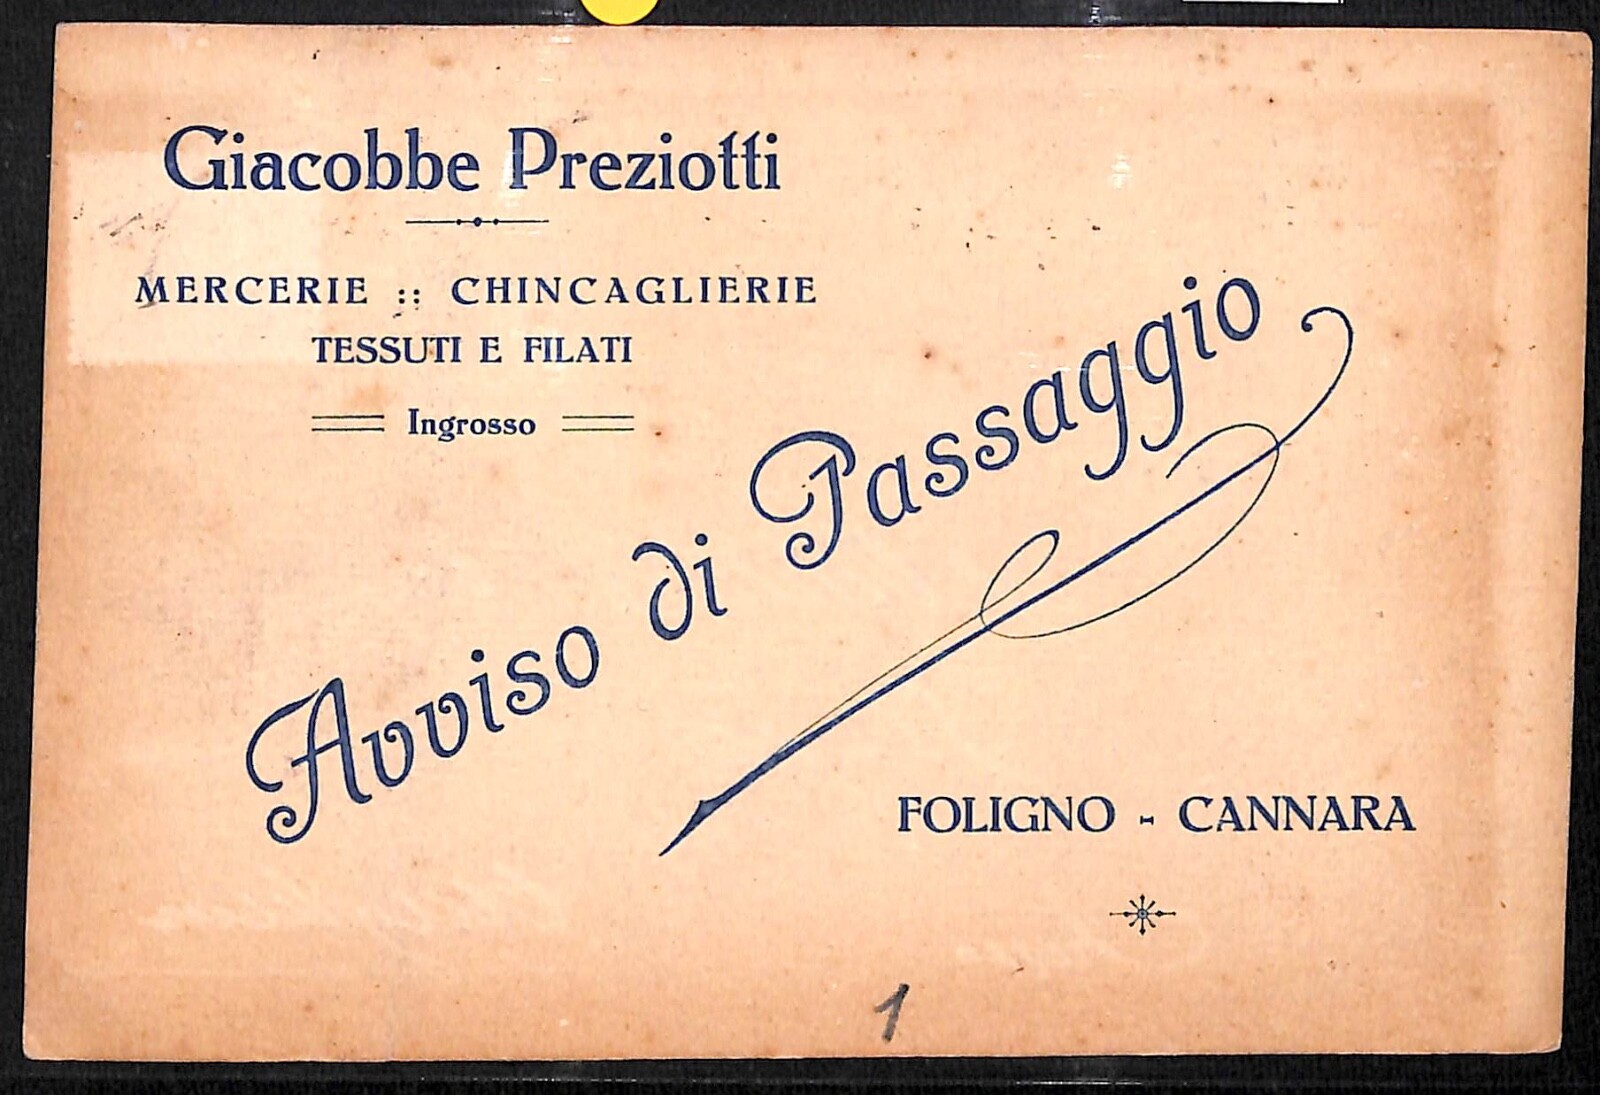 Giacobbe Preziotti
MERCERIE :: CHINCAGLIERIE
TESSUTI E FILATI
Ingrosso
Avviso di Passaggio
FOLIGNO - CANNARA
1